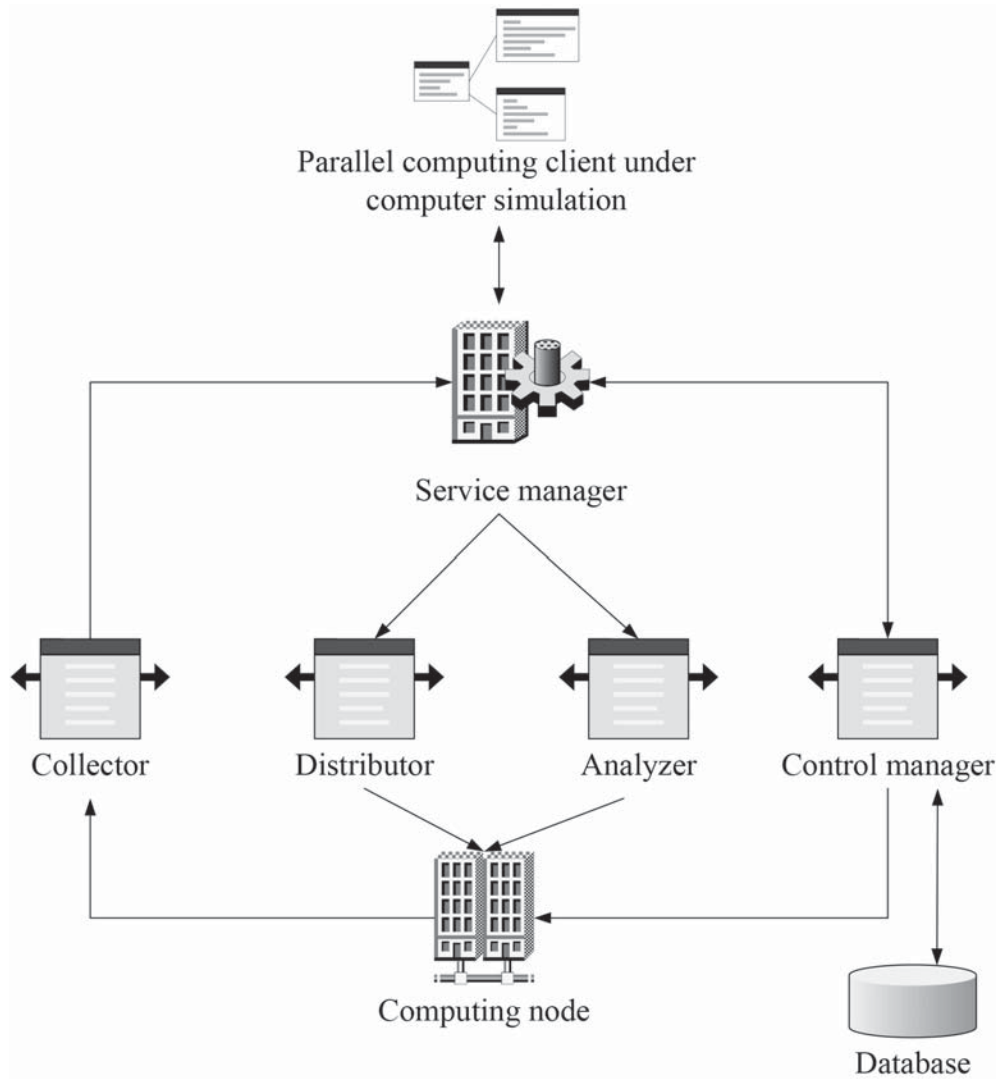 Parallel computing client under
computer simulation
Service manager
Collector
Distributor
Analyzer
Control manager
Computing node
Database